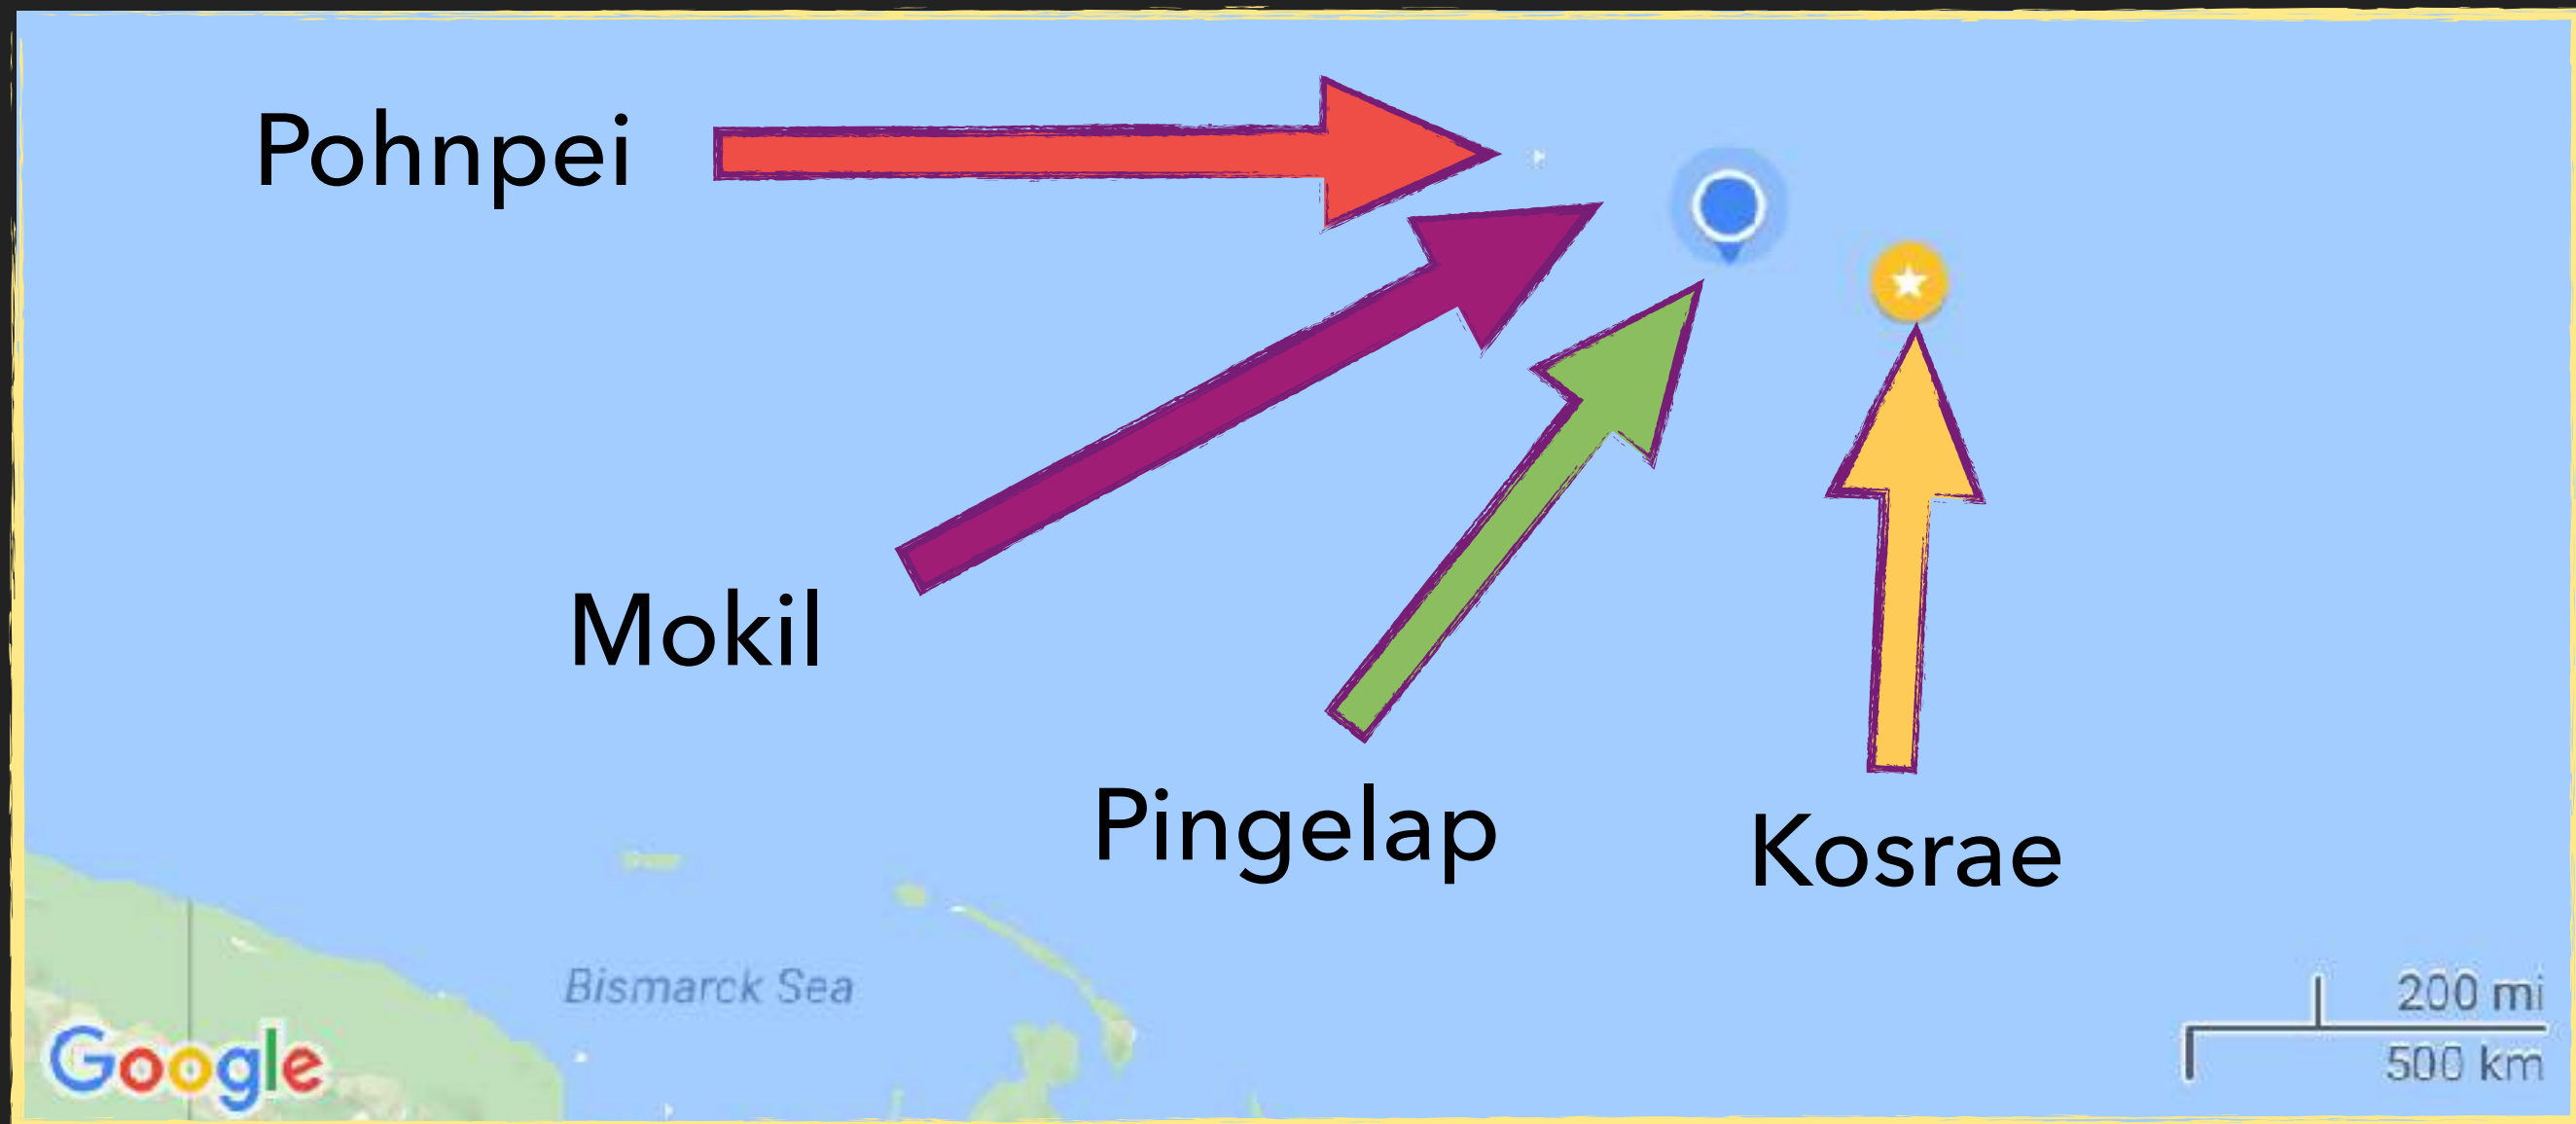 Pohnpei
Mokil
Pingelap
Kosrae
Bismarck Sea
200 mi
500 km
Google